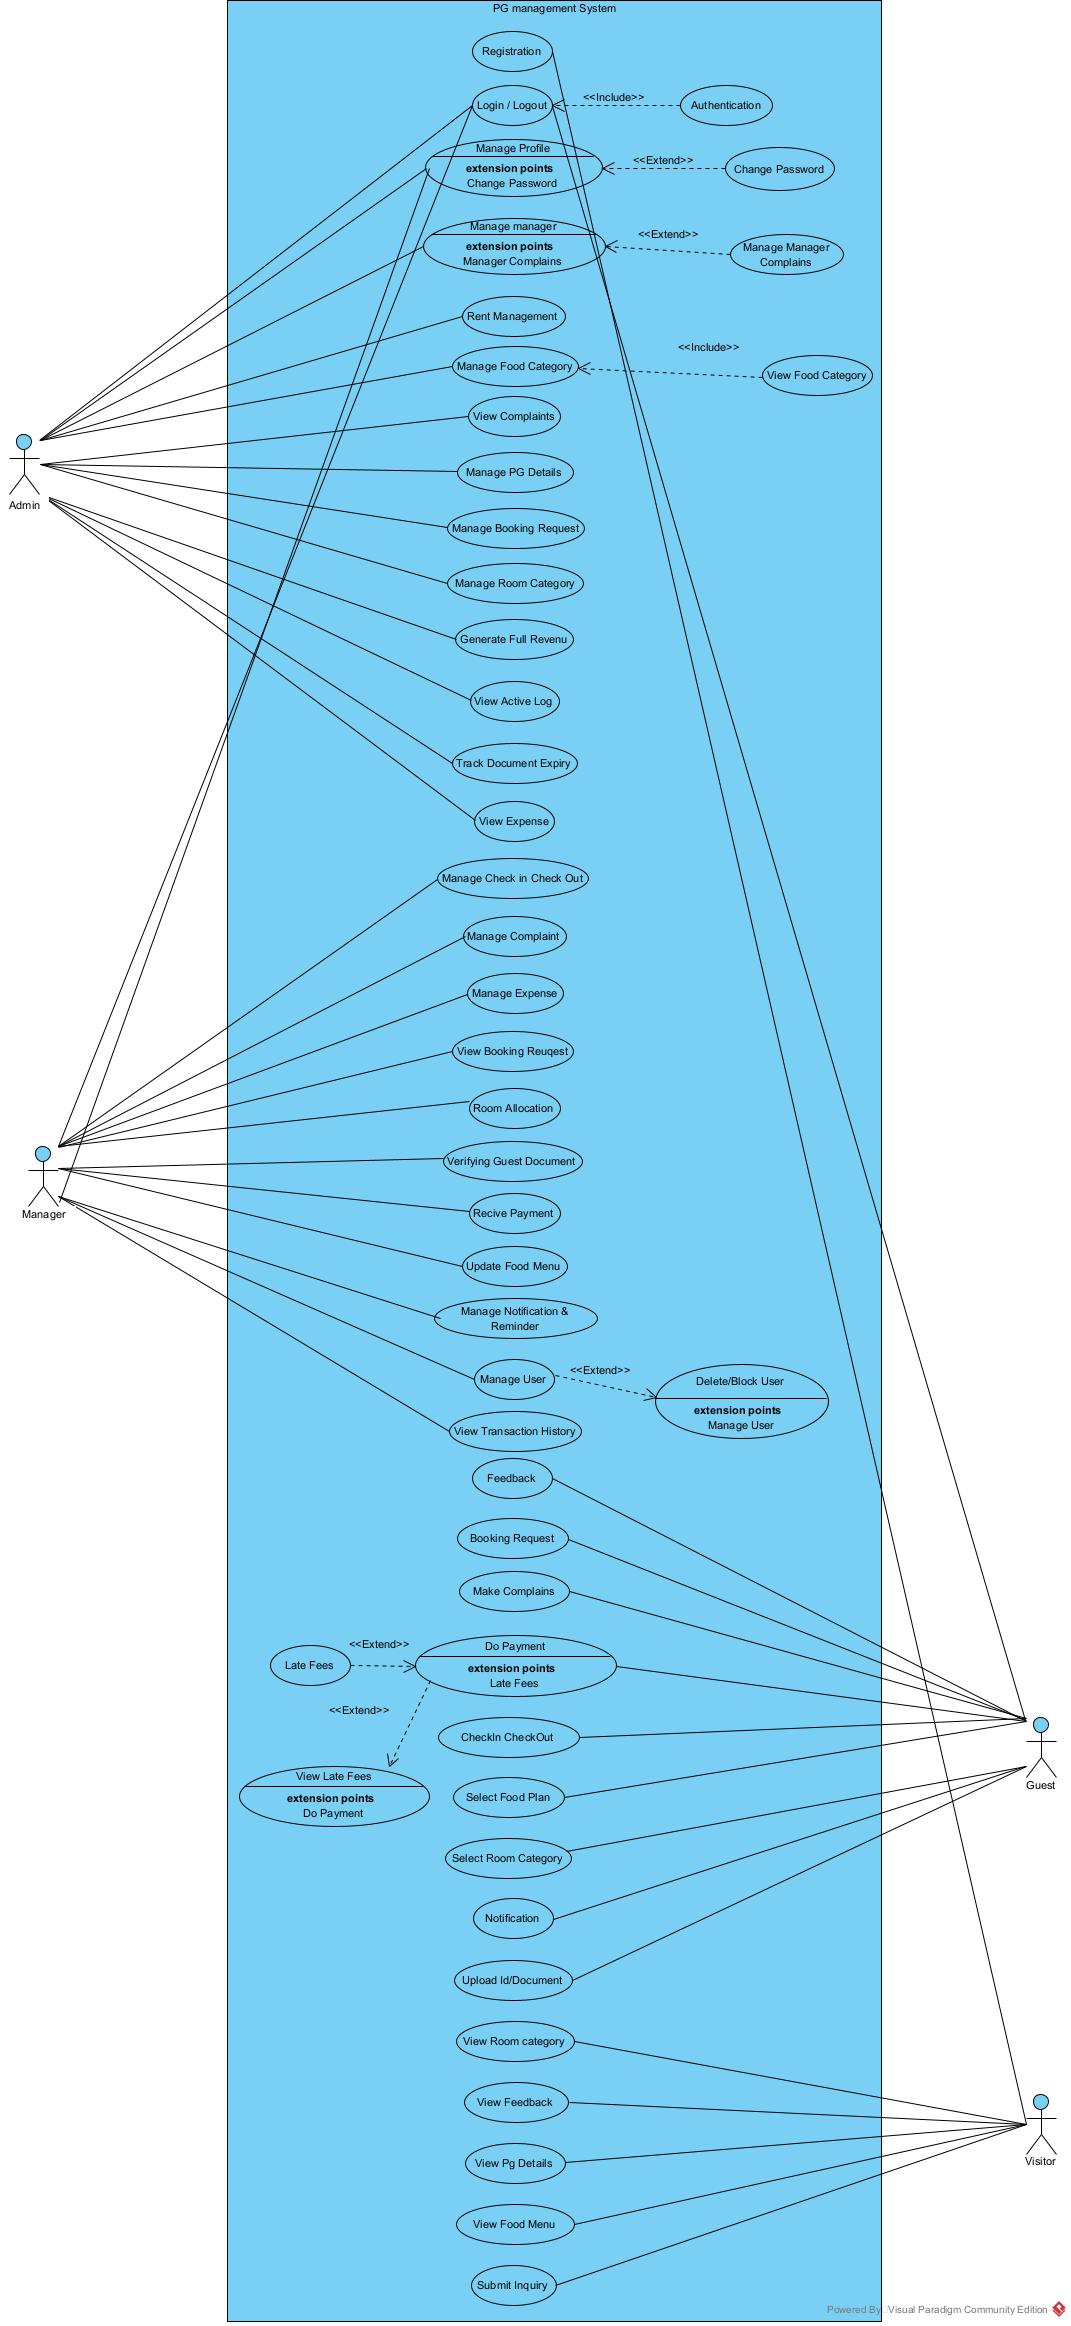 PG management System
Registration
Login / Logout
<<Include>>
Authentication
Manage Profile
extension points
Change Password
<<Extend>>
Change Password
Manage manager
extension points
Manager Complains
<<Extend>>
Manage Manager
Complains
Rent Management
<<Include>>
Manage Food Category
View Food Category
View Complaints
Admin
Manage PG Details
Manage Booking Request
Manage Room Category
Generate Full Revenu
View Active Log
Track Document Expiry
View Expense
Manage Check in Check Out
Manage Complaint
Manage Expense
View Booking Reuqest
Room Allocation
Verifying Guest Document
Manager
Recive Payment
Update Food Menu
Manage Notification &
Reminder
Manage User
<<Extend>>
Delete/Block User
extension points
Manage User
View Transaction History
Feedback
Booking Request
Make Complains
Late Fees
<<Extend>>
Do Payment
extension points
Late Fees
<<Extend>>
CheckIn CheckOut
View Late Fees
extension points
Do Payment
Guest
Select Food Plan
Select Room Category
Notification
Upload Id/Document
View Room category
View Feedback
Visitor
View Pg Details
View Food Menu
Submit Inquiry
Powered By: Visual Paradigm Community Edition